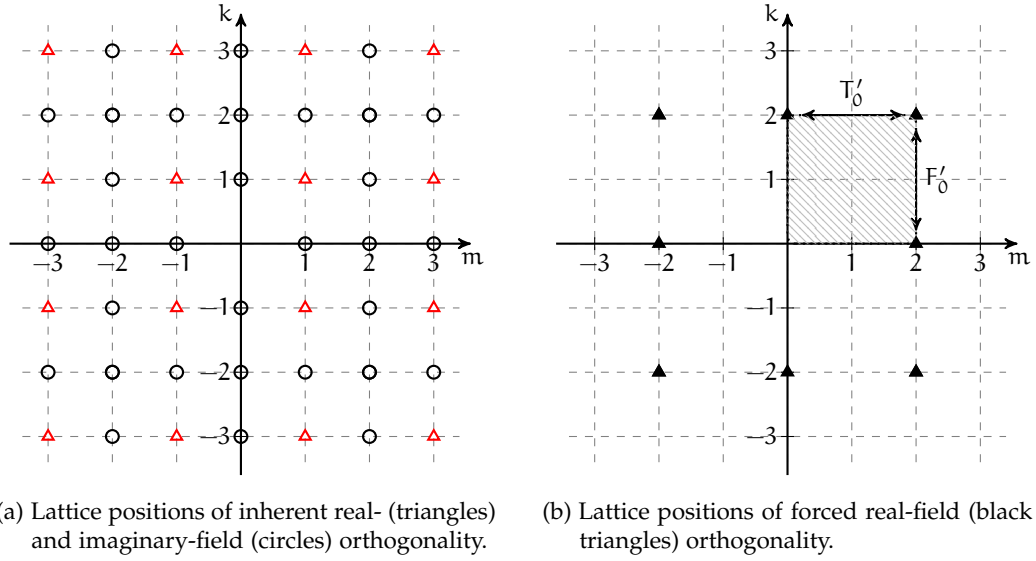 k
3
2
1
−3
−2
−1
1
2
3
m
−1
−2
−3
k
3
2
1
T′0
F′0
−3
−2
−1
1
2
3
m
−1
−2
−3
(a) Lattice positions of inherent real- (triangles)
and imaginary-field (circles) orthogonality.
(b) Lattice positions of forced real-field (black
triangles) orthogonality.